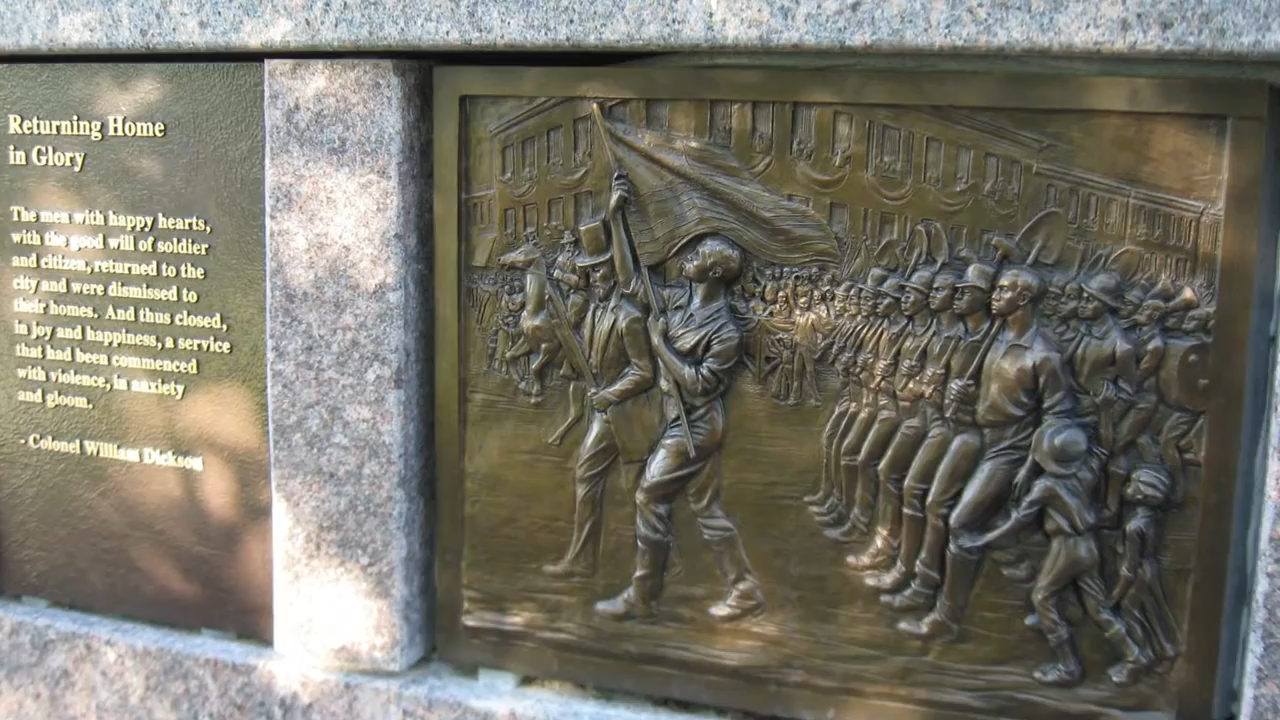 Returning Home
in Glory
The men with happy hearts,
with the good will of soldier
and citizen, returned to the
city and were dismissed to
their homes. And thus closed,
in joy and happiness, a service
that had been commenced
with violence, in anxiety
and gloom.
- Colonel William Dickson